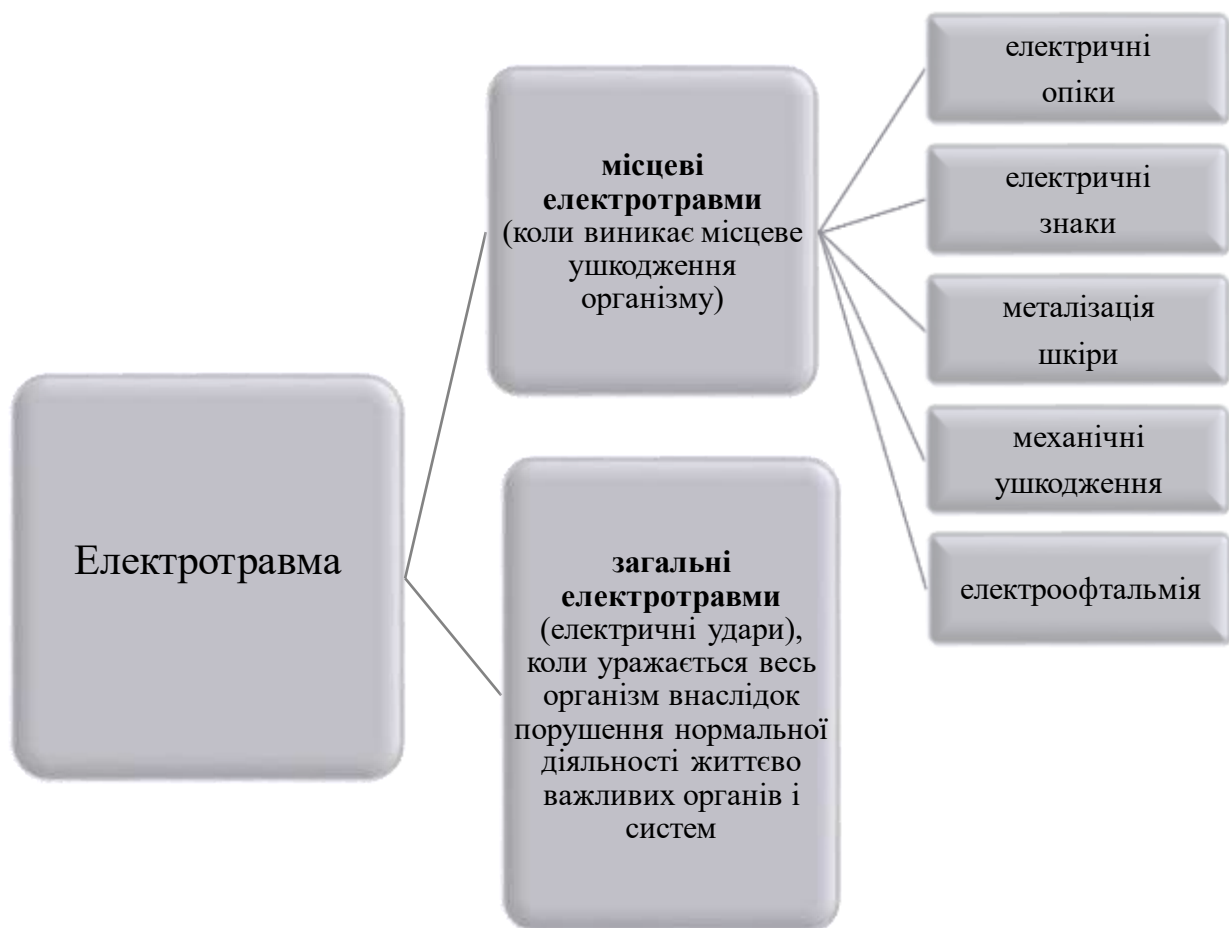 Електротравма
місцеві
електротравми
(коли виникає місцеве
ушкодження
організму)
електричні
опіки
електричні
знаки
металізація
шкіри
механічні
ушкодження
електроофтальмія
загальні
електротравми
(електричні удари),
коли уражається весь
організм внаслідок
порушення нормальної
діяльності життєво
важливих органів і
систем